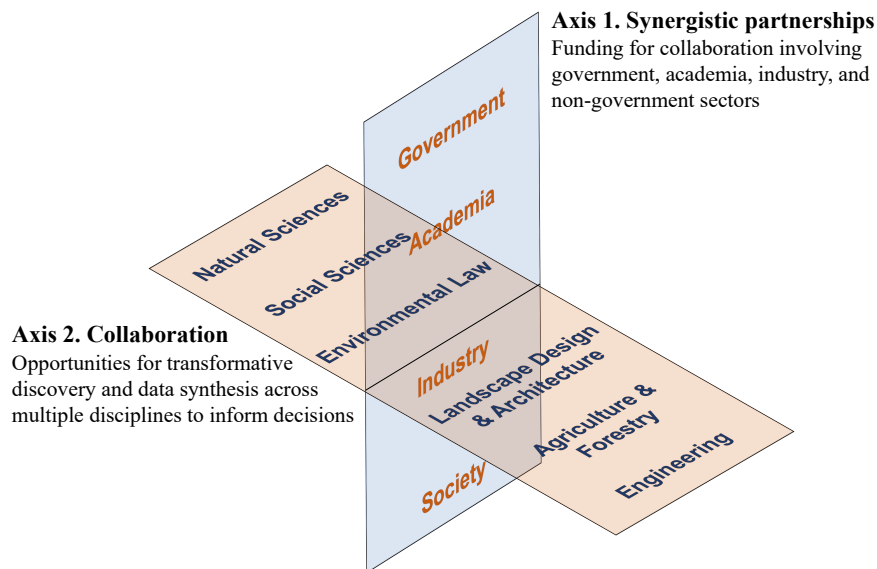 Axis 1. Synergistic partnerships
Funding for collaboration involving
government, academia, industry, and
non-government sectors
Government
Academia
Industry
Society
Natural Sciences
Social Sciences
Environmental Law
Landscape Design
& Architecture
Agriculture &
Forestry
Engineering
Axis 2. Collaboration
Opportunities for transformative
discovery and data synthesis across
multiple disciplines to inform decisions